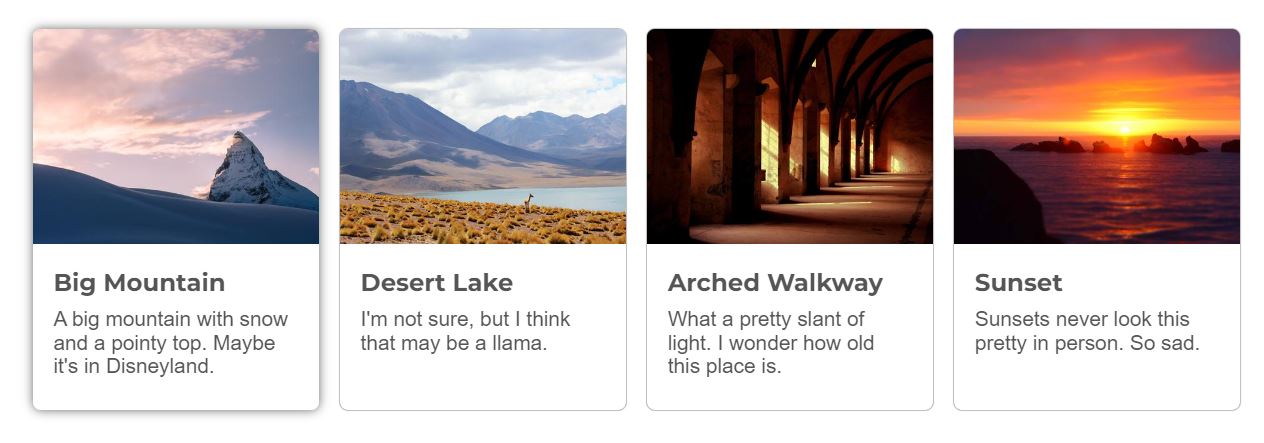 Big Mountain
A big mountain with snow
and a pointy top. Maybe
it's in Disneyland.
Desert Lake
I'm not sure, but I think
that may be a llama.
Arched Walkway
What a pretty slant of
light. I wonder how old
this place is.
Sunset
Sunsets never look this
pretty in person. So sad.